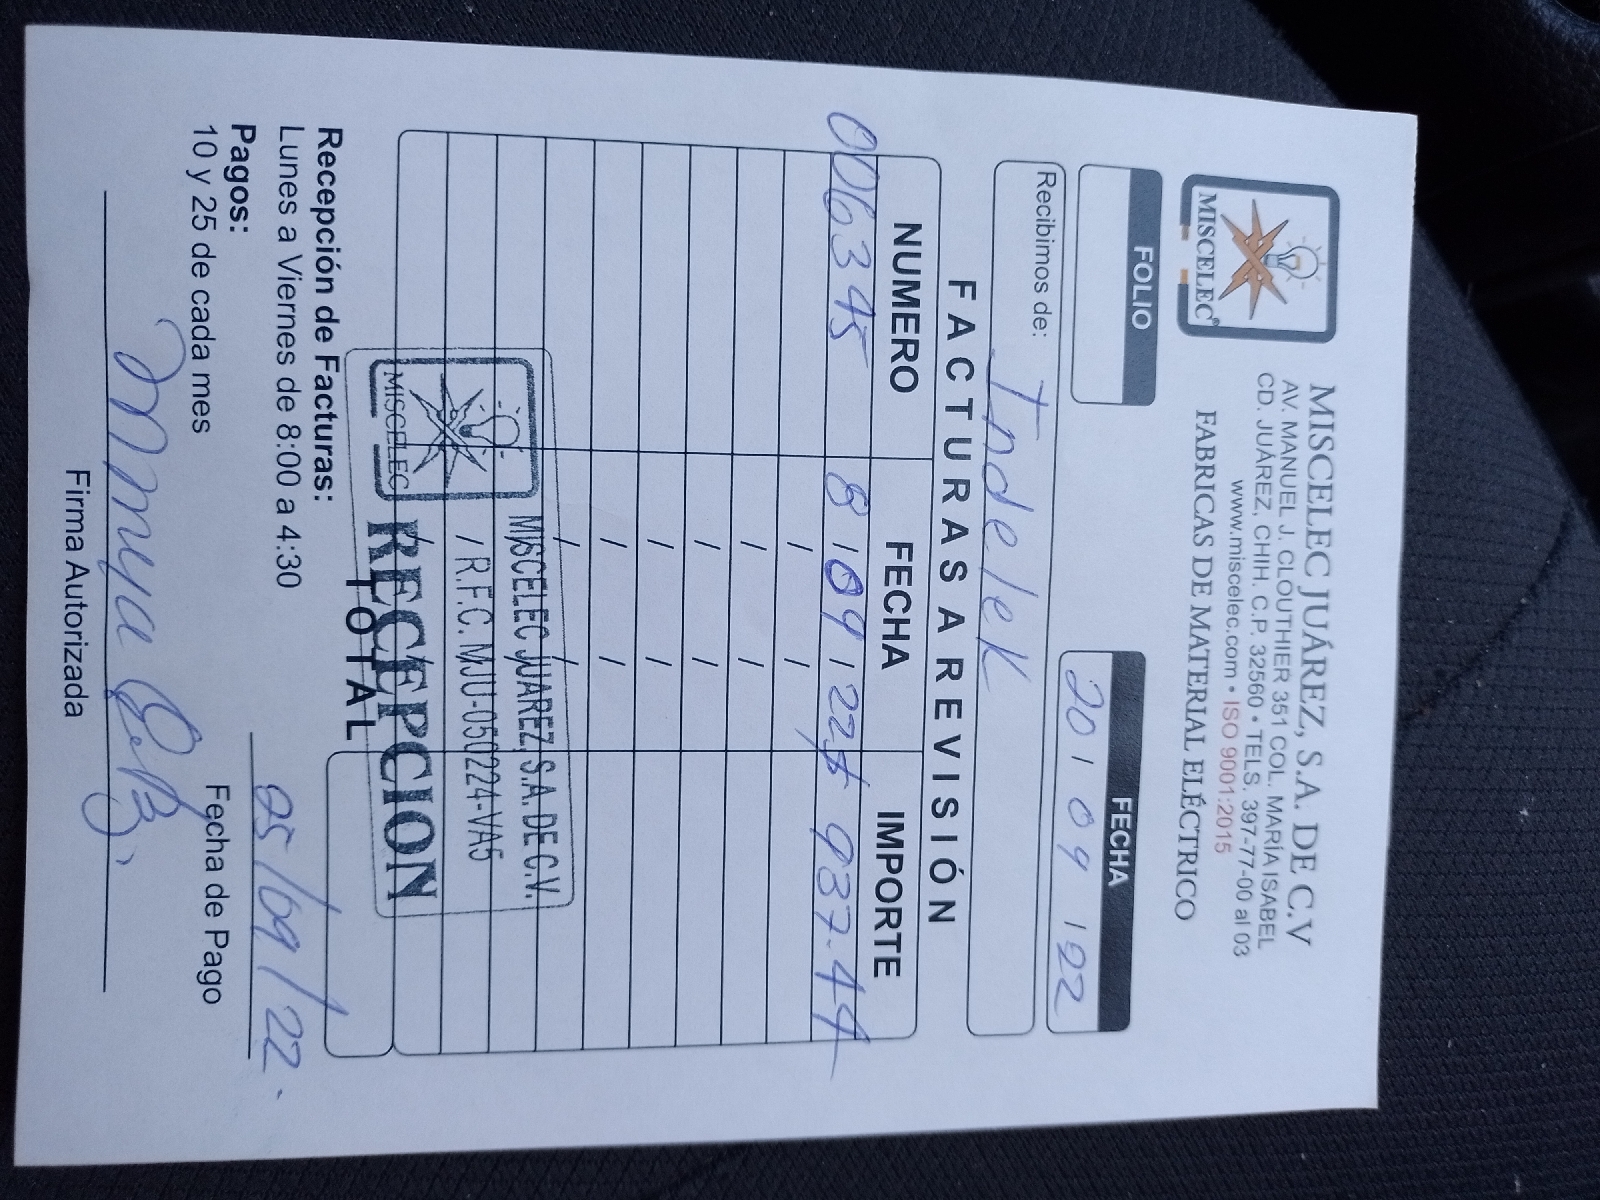 MISCELEC®
MISCELEC JUÁREZ, S.A. DE C.V
AV. MANUEL J. CLOUTHIER 351 COL. MARÍA ISABEL
CD. JUÁREZ, CHIH. C.P. 32560 • TELS. 397-77-00 al 03
www.miscelec.com • ISO 9001:2015
FABRICAS DE MATERIAL ELÉCTRICO
FOLIO
FECHA
20 / 09 / 22
Recibimos de: Indelek
FACTURAS A REVISIÓN
NUMERO FECHA IMPORTE
006345 8 / 09 / 22 $ 937.44
/ /
/ /
/ /
/ /
/ /
/ /
MISCELEC JUAREZ, S.A. DE C.V.
/ R.F.C. MJU-050224-VA5
MISCELEC
RECEPCION
TOTAL
Recepción de Facturas:
Lunes a Viernes de 8:00 a 4:30
Pagos:
10 y 25 de cada mes
25/09/22.
Fecha de Pago
Firma Autorizada